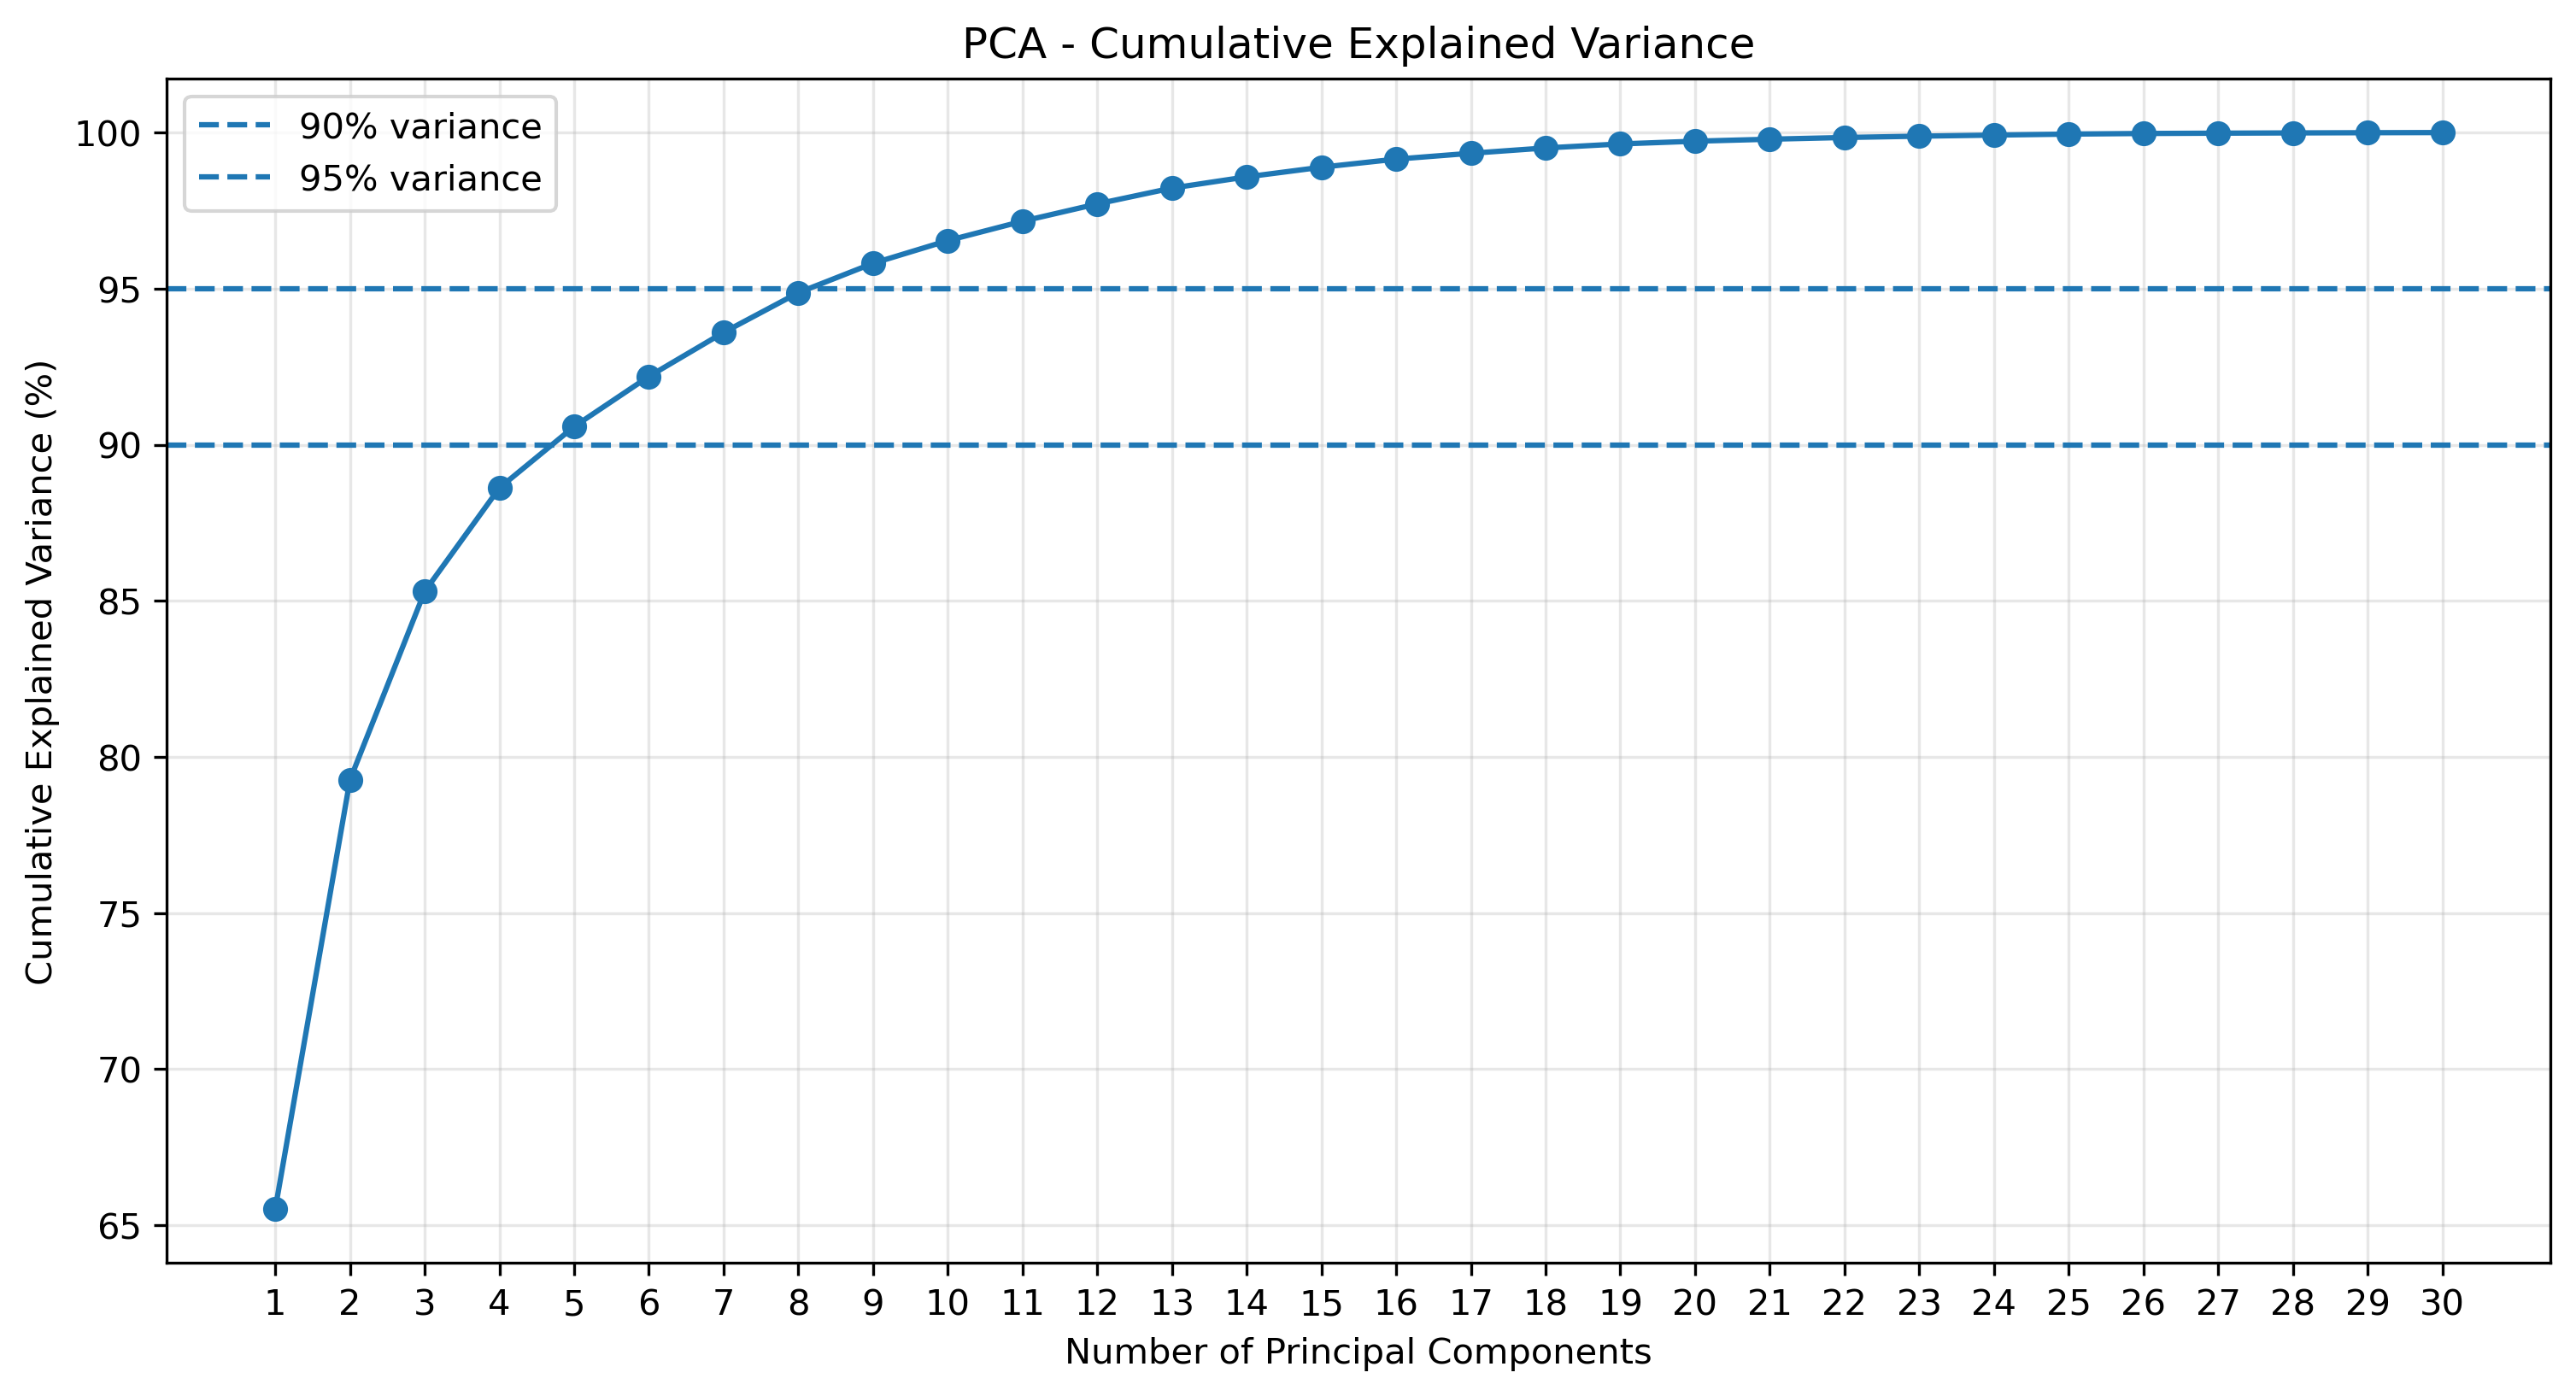 PCA - Cumulative Explained Variance
90% variance
95% variance
Cumulative Explained Variance (%)
100
95
90
85
80
75
70
65
1 2 3 4 5 6 7 8 9 10 11 12 13 14 15 16 17 18 19 20 21 22 23 24 25 26 27 28 29 30
Number of Principal Components